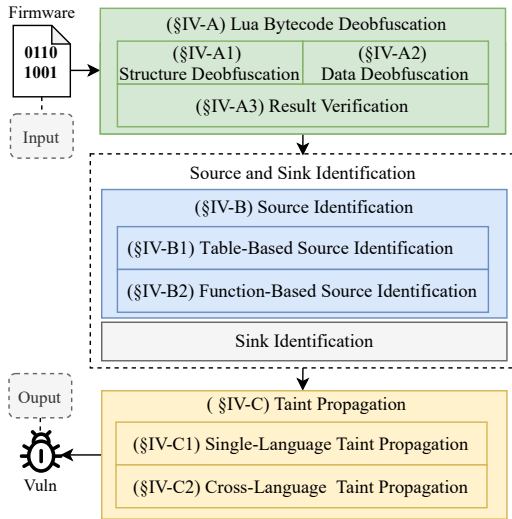 Firmware
0110
1001
Input
(§IV-A) Lua Bytecode Deobfuscation
(§IV-A1)
Structure Deobfuscation
(§IV-A2)
Data Deobfuscation
(§IV-A3) Result Verification
Source and Sink Identification
(§IV-B) Source Identification
(§IV-B1) Table-Based Source Identification
(§IV-B2) Function-Based Source Identification
Sink Identification
Ouput
Vuln
( §IV-C) Taint Propagation
(§IV-C1) Single-Language Taint Propagation
(§IV-C2) Cross-Language Taint Propagation